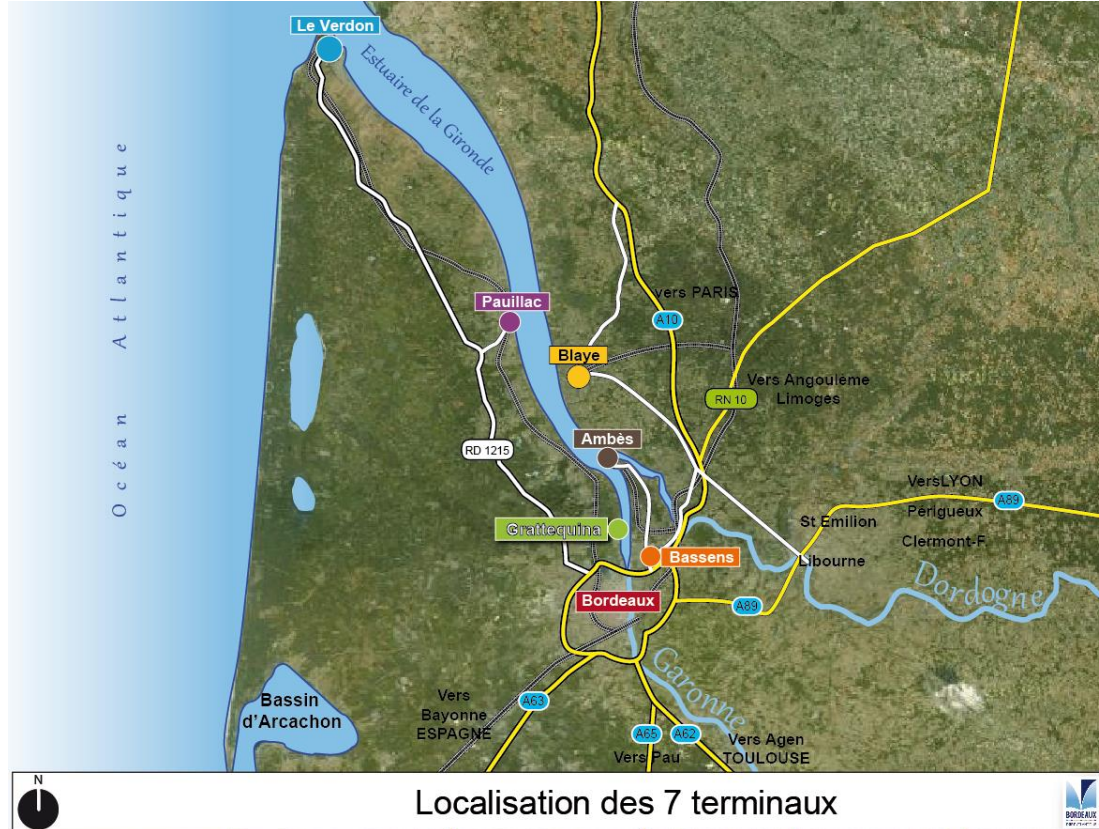 Le Verdon
Estuaire de la Gironde
Océan Atlantique
Pauillac
vers PARIS
A10
Blaye
Vers Angoulême
Limoges
RN 10
Ambès
RD 1215
VersLYON
Périgueux
A89
Clermont-F.
St Emilion
Grattequina
Bassens
Libourne
Dordogne
Bordeaux
A89
Garonne
Bassin
d'Arcachon
Vers
Bayonne
ESPAGNE
A63
A65
A62
Vers Pau
Vers Agen
TOULOUSE
N
Localisation des 7 terminaux
BORDEAUX